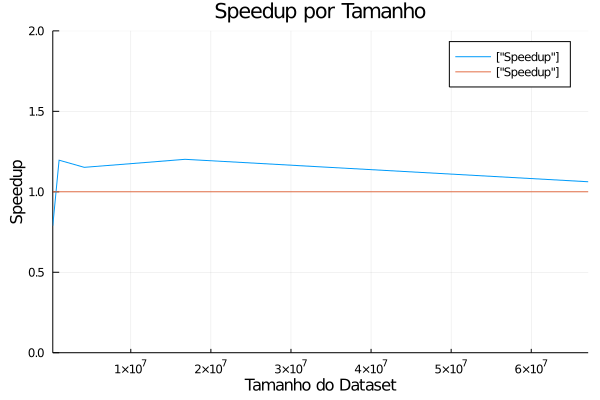 Speedup por Tamanho
["Speedup"]
["Speedup"]
Speedup
2.0
1.5
1.0
0.5
0.0
1×10⁷ 2×10⁷ 3×10⁷ 4×10⁷ 5×10⁷ 6×10⁷
Tamanho do Dataset